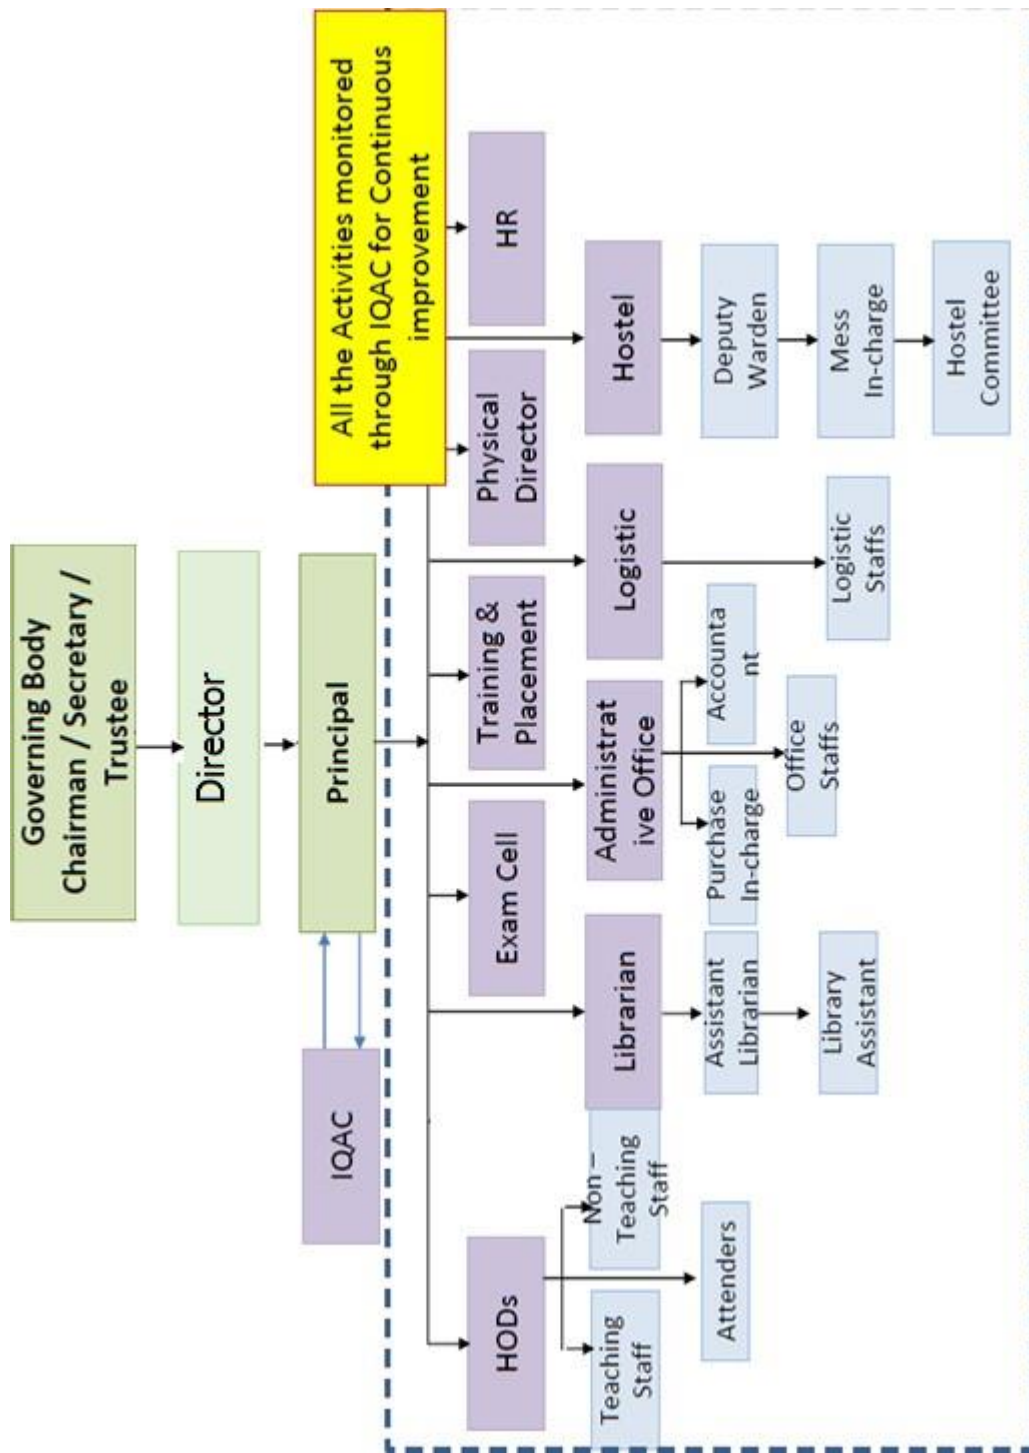 Governing Body
Chairman / Secretary /
Trustee
Director
IQAC
Principal
All the Activities monitored
through IQAC for Continuous
improvement
HODs
Exam Cell
Training &
Placement
Physical
Director
HR
Teaching
Staff
Non –
Teaching
Staff
Librarian
Administrat
ive Office
Logistic
Hostel
Attenders
Assistant
Librarian
Purchase
In-charge
Accounta
nt
Deputy
Warden
Office
Staffs
Library
Assistant
Logistic
Staffs
Mess
In-charge
Hostel
Committee